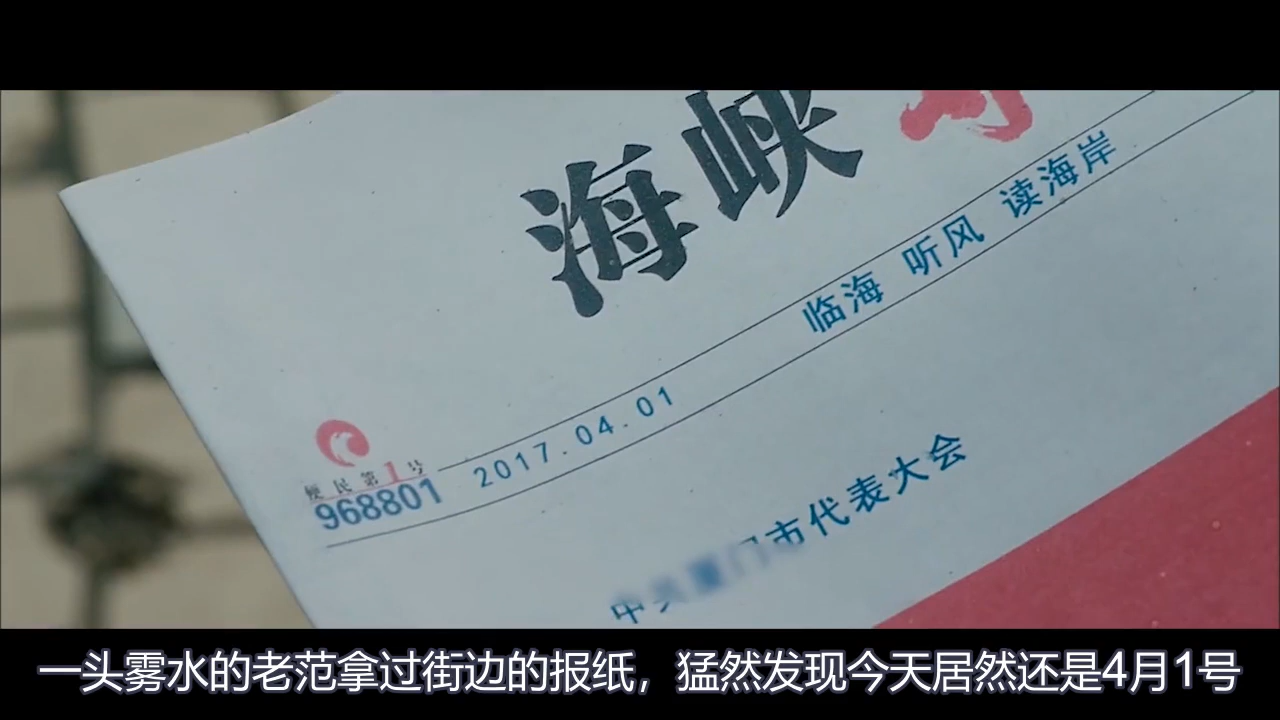 海峡
临海 听风 读海岸
2017.04.01
便民第1号
968801
市代表大会
一头雾水的老范拿过街边的报纸，猛然发现今天居然还是4月1号